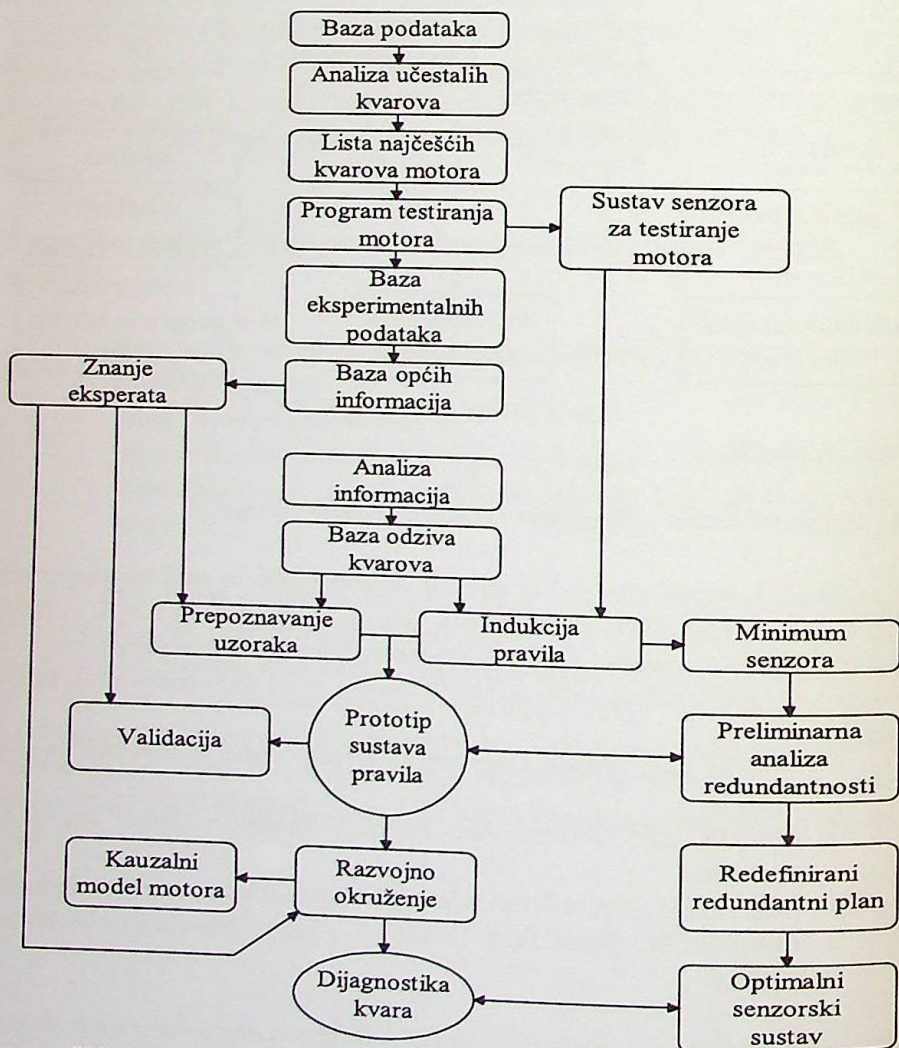 Baza podataka
Analiza učestalih
kvarova
Lista najčešćih
kvarova motora
Program testiranja
motora
Sustav senzora
za testiranje
motora
Baza
eksperimentalnih
podataka
Znanje
eksperata
Baza općih
informacija
Analiza
informacija
Baza odziva
kvarova
Prepoznavanje
uzoraka
Indukcija
pravila
Minimum
senzora
Validacija
Prototip
sustava
pravila
Preliminarna
analiza
redundantnosti
Kauzalni
model motora
Razvojno
okruženje
Redefinirani
redundantni plan
Dijagnostika
kvara
Optimalni
senzorski
sustav